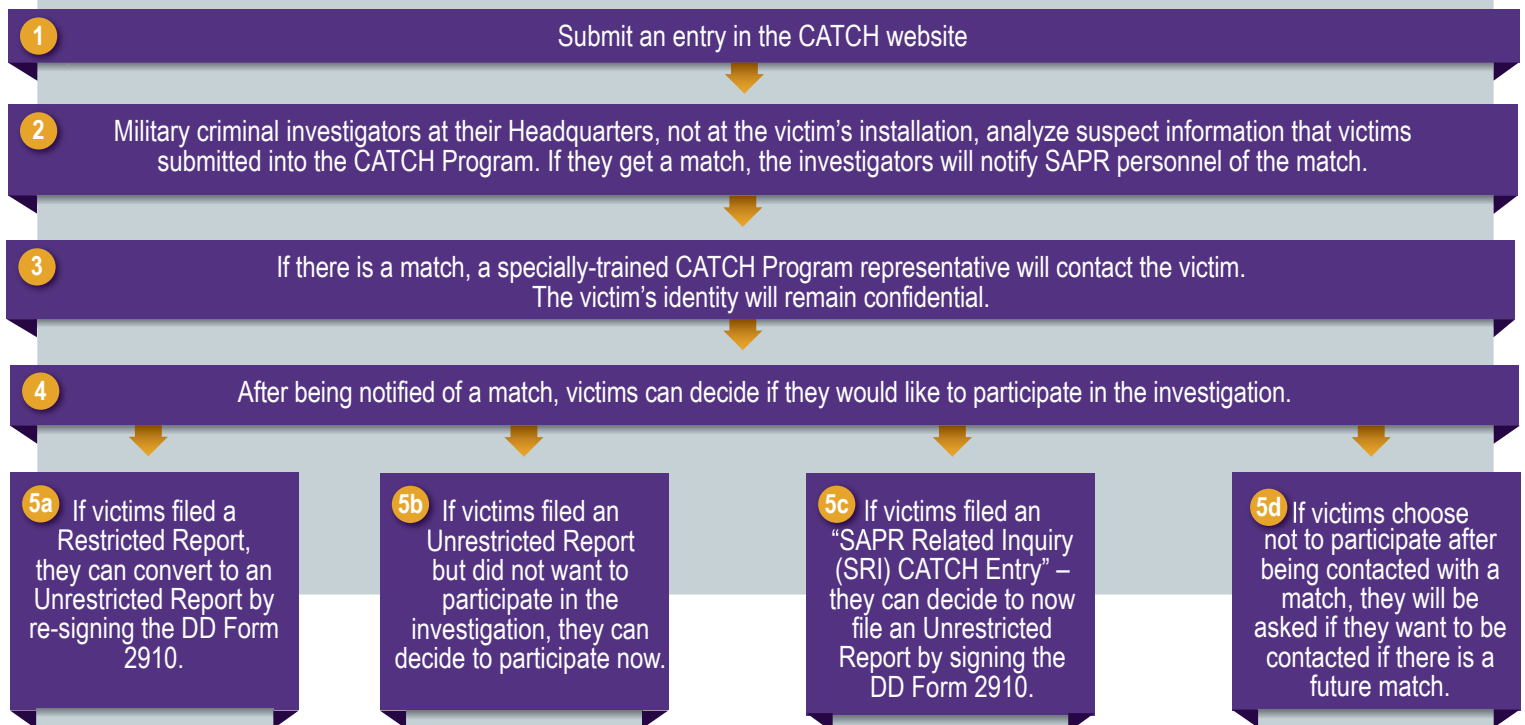 1
Submit an entry in the CATCH website
2
Military criminal investigators at their Headquarters, not at the victim's installation, analyze suspect information that victims
submitted into the CATCH Program. If they get a match, the investigators will notify SAPR personnel of the match.
3
If there is a match, a specially-trained CATCH Program representative will contact the victim.
The victim's identity will remain confidential.
4
After being notified of a match, victims can decide if they would like to participate in the investigation.
5a
If victims filed a
Restricted Report,
they can convert to an
Unrestricted Report by
re-signing the DD Form
2910.
5b
If victims filed an
Unrestricted Report
but did not want to
participate in the
investigation, they can
decide to participate now.
5c
If victims filed an
“SAPR Related Inquiry
(SRI) CATCH Entry” –
they can decide to now
file an Unrestricted
Report by signing the
DD Form 2910.
5d
If victims choose
not to participate after
being contacted with a
match, they will be
asked if they want to be
contacted if there is a
future match.